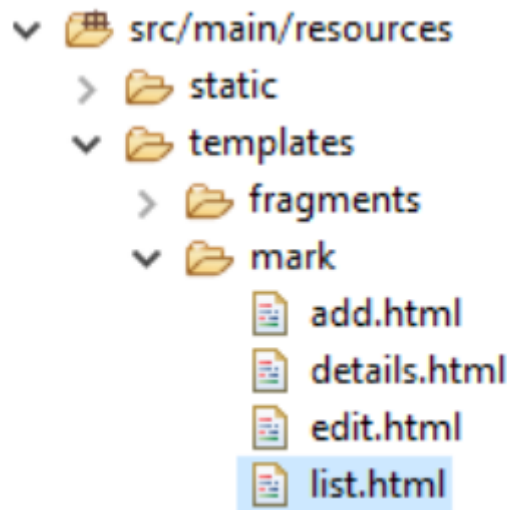 src/main/resources
static
templates
fragments
mark
add.html
details.html
edit.html
list.html